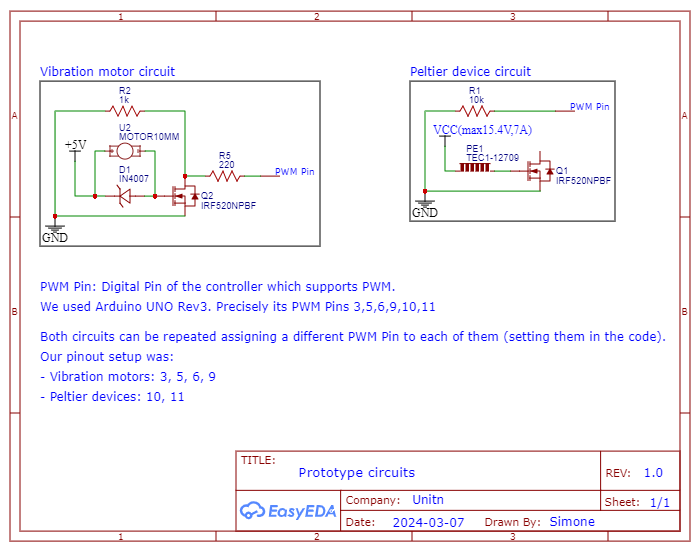 1 2 3
Vibration motor circuit
Peltier device circuit
R2
1k
+5V
U2
MOTOR10MM
D1
IN4007
R5
220
PWM Pin
Q2
IRF520NPBF
GND
R1
10k
PWM Pin
VCC(max15.4V,7A)
PE1
TEC1-12709
Q1
IRF520NPBF
GND
A A
PWM Pin: Digital Pin of the controller which supports PWM.
We used Arduino UNO Rev3. Precisely its PWM Pins 3,5,6,9,10,11
B B
Both circuits can be repeated assigning a different PWM Pin to each of them (setting them in the code).
Our pinout setup was:
- Vibration motors: 3, 5, 6, 9
- Peltier devices: 10, 11
TITLE:
Prototype circuits
REV: 1.0
EasyEDA
Company: Unitn
Sheet: 1/1
Date: 2024-03-07 Drawn By: Simone
1 2 3